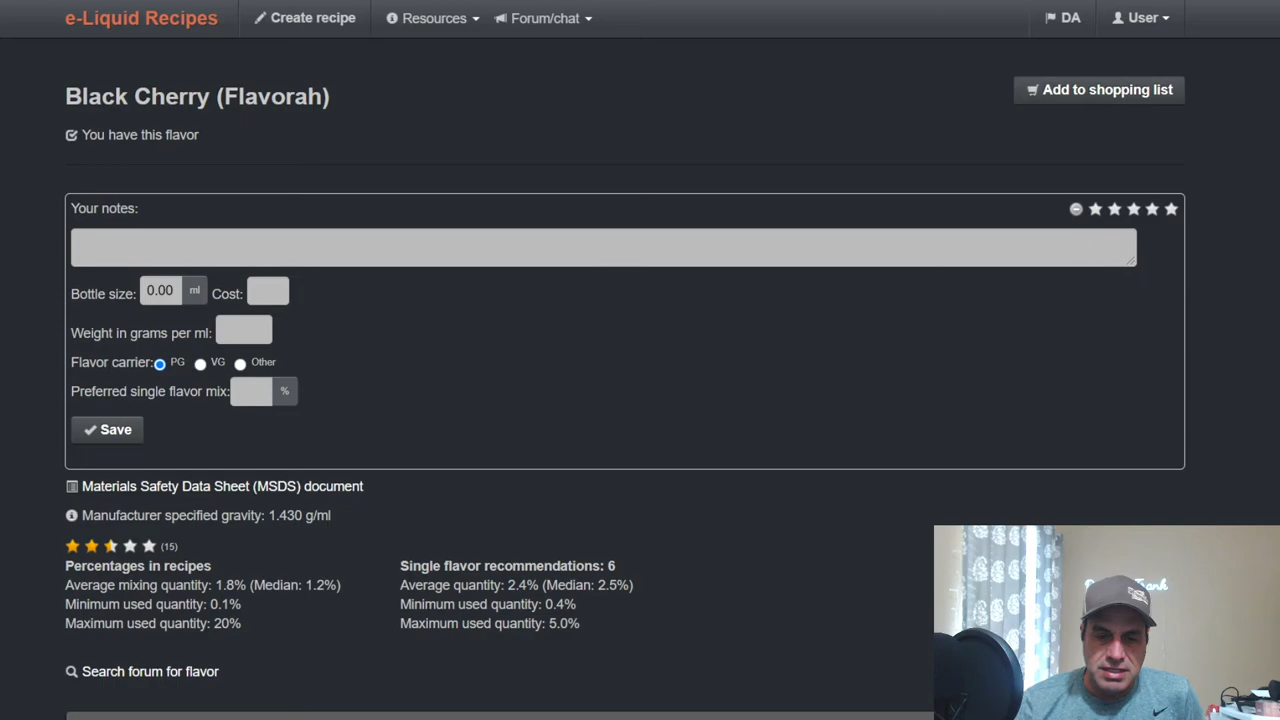 e-Liquid Recipes
Create recipe
Resources
Forum/chat
DA
User
Black Cherry (Flavorah)
Add to shopping list
You have this flavor
Your notes:
Bottle size: 0.00 ml Cost:
Weight in grams per ml:
Flavor carrier: PG VG Other
Preferred single flavor mix: %
Save
Materials Safety Data Sheet (MSDS) document
Manufacturer specified gravity: 1.430 g/ml
(15)
Percentages in recipes
Average mixing quantity: 1.8% (Median: 1.2%)
Minimum used quantity: 0.1%
Maximum used quantity: 20%
Single flavor recommendations: 6
Average quantity: 2.4% (Median: 2.5%)
Minimum used quantity: 0.4%
Maximum used quantity: 5.0%
Search forum for flavor